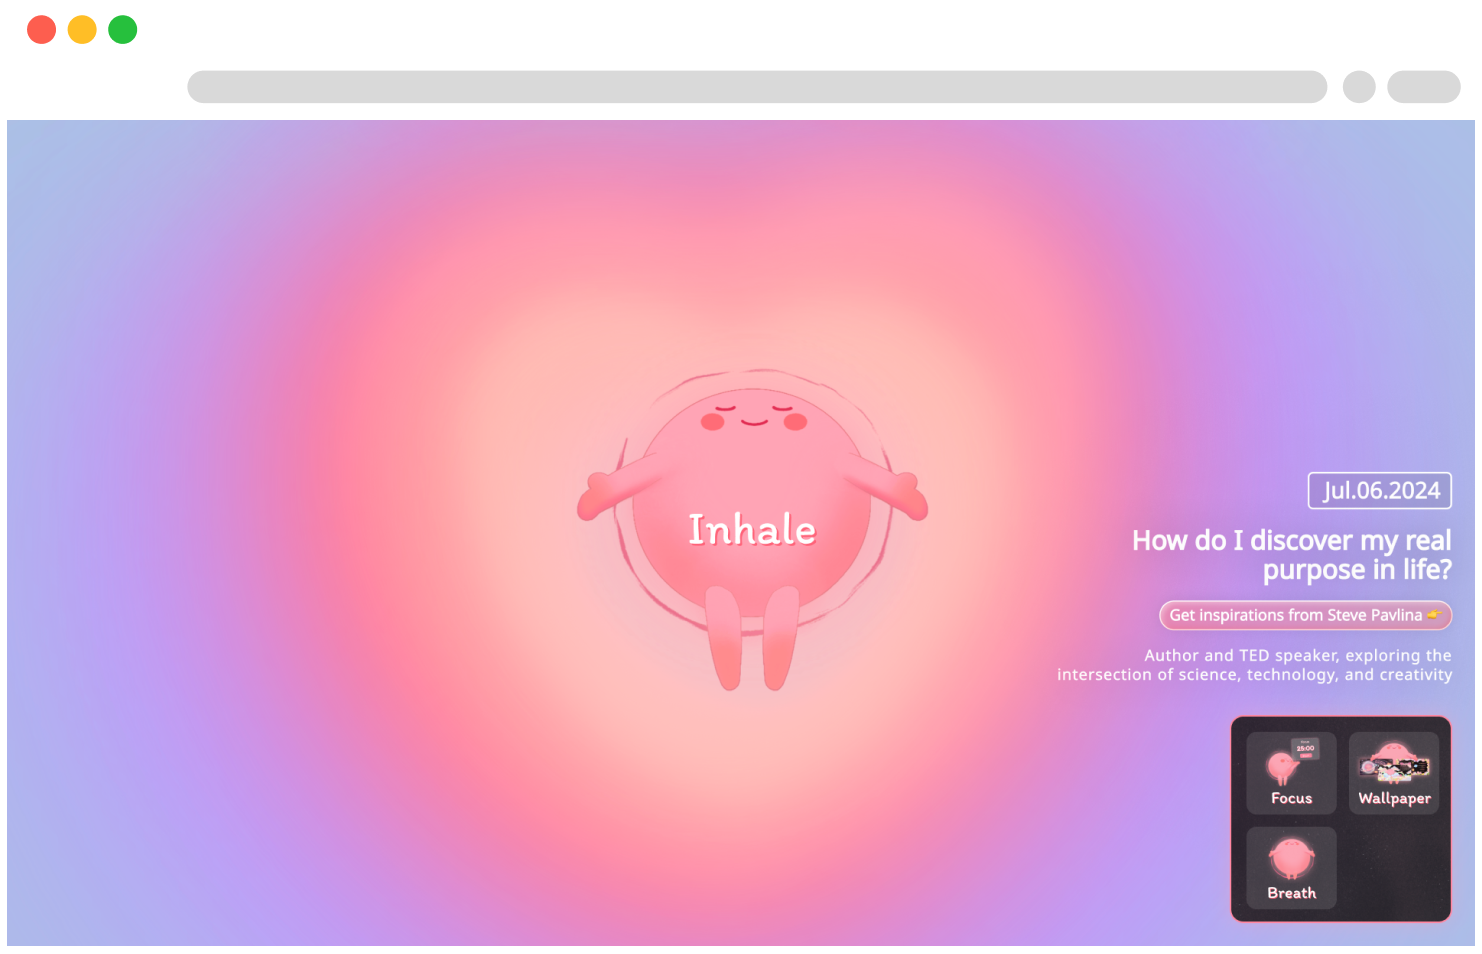 Inhale
Jul.06.2024
How do I discover my real
purpose in life?
Get inspirations from Steve Pavlina 👉
Author and TED speaker, exploring the
intersection of science, technology, and creativity
25:00
Focus
Wallpaper
Breath